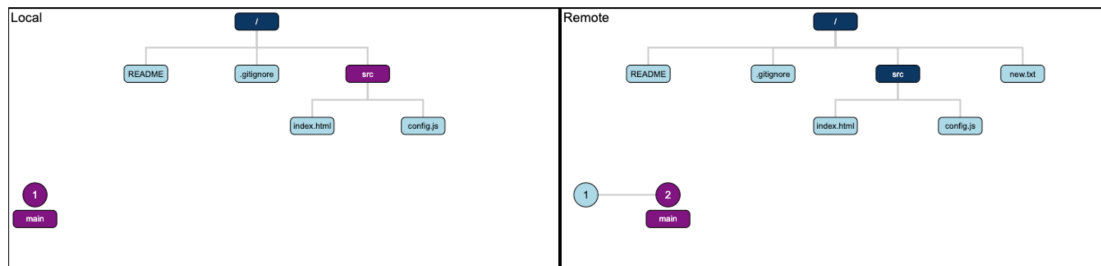 Local
/
README
.gitignore
src
index.html
config.js
1
main
Remote
/
README
.gitignore
src
new.txt
index.html
config.js
1
2
main